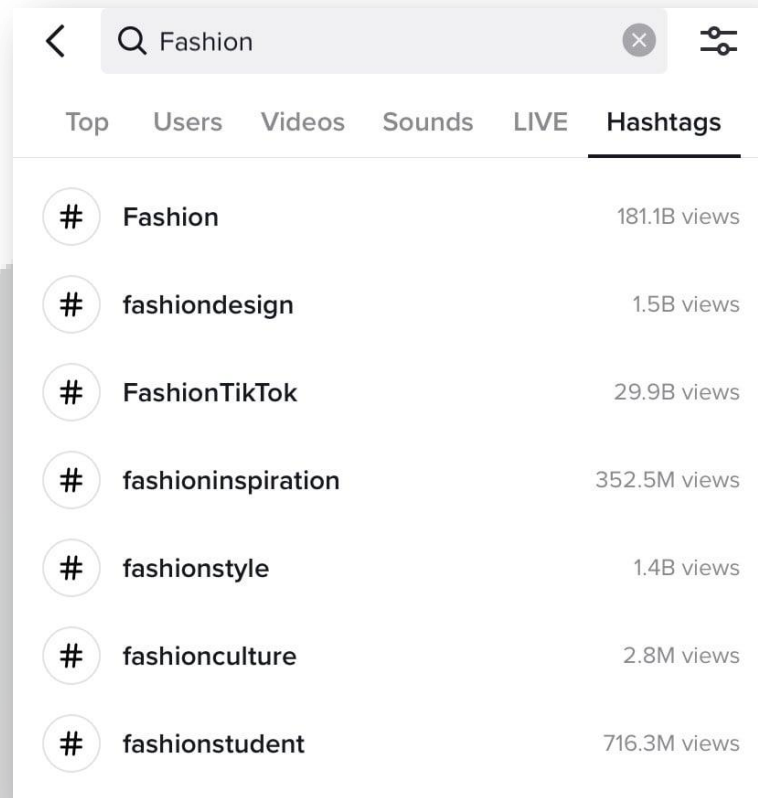 Fashion
Top Users Videos Sounds LIVE Hashtags
# Fashion 181.1B views
# fashiondesign 1.5B views
# FashionTikTok 29.9B views
# fashioninspiration 352.5M views
# fashionstyle 1.4B views
# fashionculture 2.8M views
# fashionstudent 716.3M views